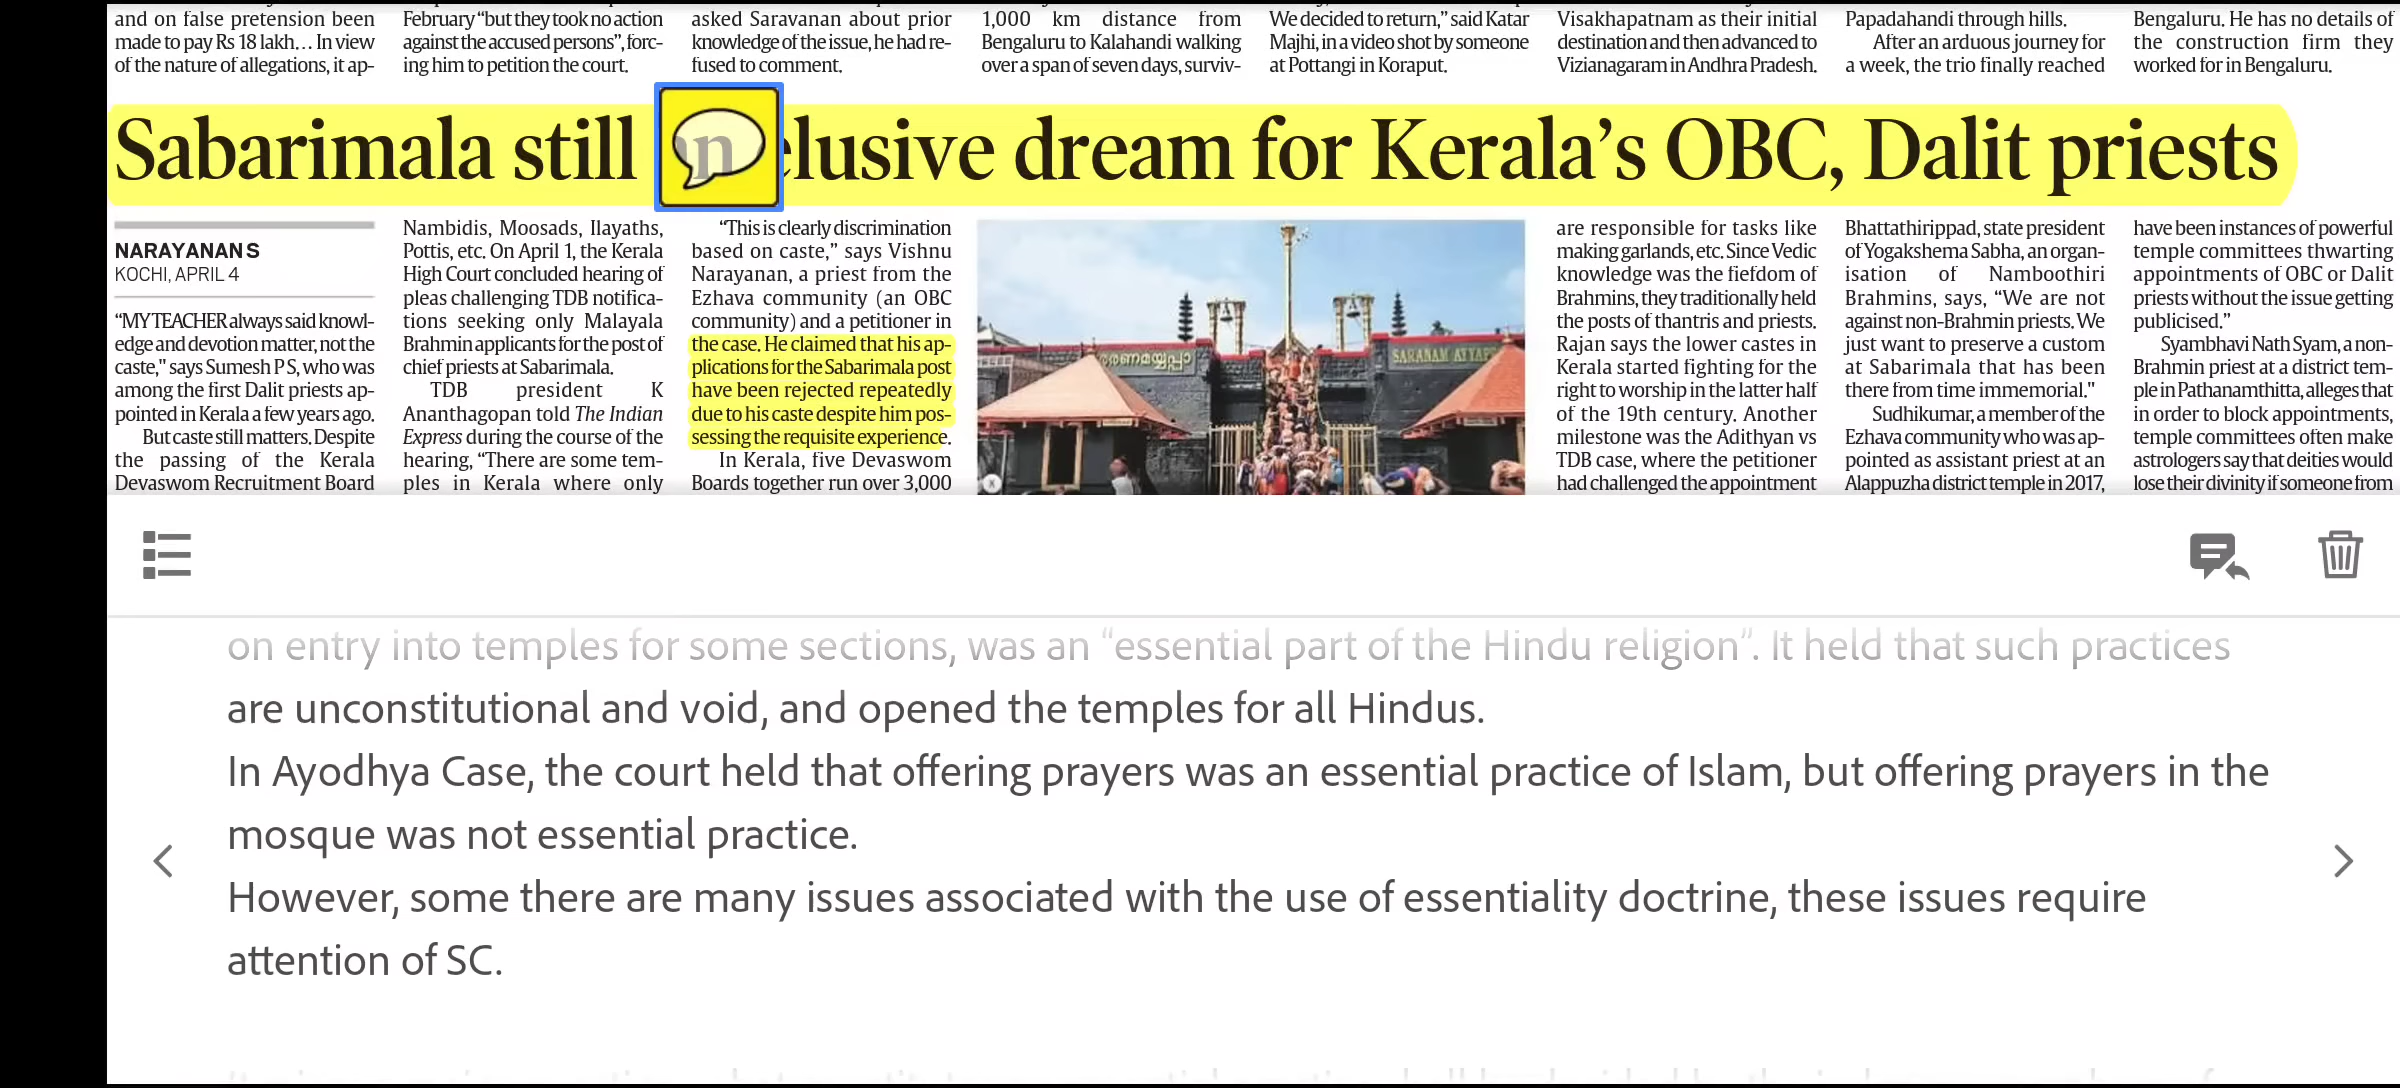 and on false pretension been
made to pay Rs 18 lakh... In view
of the nature of allegations, it ap-
February “but they took no action
against the accused persons”, forc-
ing him to petition the court.
asked Saravanan about prior
knowledge of the issue, he had re-
fused to comment.
1,000 km distance from
Bengaluru to Kalahandi walking
over a span of seven days, surviv-
We decided to return,” said Katar
Majhi, in a video shot by someone
at Pottangi in Koraput.
Visakhapatnam as their initial
destination and then advanced to
Vizianagaram in Andhra Pradesh.
Papadahandi through hills.
After an arduous journey for
a week, the trio finally reached
Bengaluru. He has no details of
the construction firm they
worked for in Bengaluru.
Sabarimala still an elusive dream for Kerala’s OBC, Dalit priests
NARAYANAN S
KOCHI, APRIL 4
“MY TEACHER always said knowl-
edge and devotion matter, not the
caste," says Sumesh P S, who was
among the first Dalit priests ap-
pointed in Kerala a few years ago.
But caste still matters. Despite
the passing of the Kerala
Devaswom Recruitment Board
Nambidis, Moosads, Ilayaths,
Pottis, etc. On April 1, the Kerala
High Court concluded hearing of
pleas challenging TDB notifica-
tions seeking only Malayala
Brahmin applicants for the post of
chief priests at Sabarimala.
TDB president K
Ananthagopan told The Indian
Express during the course of the
hearing, “There are some tem-
ples in Kerala where only
“This is clearly discrimination
based on caste,” says Vishnu
Narayanan, a priest from the
Ezhava community (an OBC
community) and a petitioner in
the case. He claimed that his ap-
plications for the Sabarimala post
have been rejected repeatedly
due to his caste despite him pos-
sessing the requisite experience.
In Kerala, five Devaswom
Boards together run over 3,000
SARANAM AYYAPPA
are responsible for tasks like
making garlands, etc. Since Vedic
knowledge was the fiefdom of
Brahmins, they traditionally held
the posts of thantris and priests.
Rajan says the lower castes in
Kerala started fighting for the
right to worship in the latter half
of the 19th century. Another
milestone was the Adithyan vs
TDB case, where the petitioner
had challenged the appointment
Bhattathirippad, state president
of Yogakshema Sabha, an organ-
isation of Namboothiri
Brahmins, says, “We are not
against non-Brahmin priests. We
just want to preserve a custom
at Sabarimala that has been
there from time immemorial."
Sudhikumar, a member of the
Ezhava community who was ap-
pointed as assistant priest at an
Alappuzha district temple in 2017,
have been instances of powerful
temple committees thwarting
appointments of OBC or Dalit
priests without the issue getting
publicised.”
Syambhavi Nath Syam, a non-
Brahmin priest at a district tem-
ple in Pathanamthitta, alleges that
in order to block appointments,
temple committees often make
astrologers say that deities would
lose their divinity if someone from
on entry into temples for some sections, was an “essential part of the Hindu religion”. It held that such practices
are unconstitutional and void, and opened the temples for all Hindus.
In Ayodhya Case, the court held that offering prayers was an essential practice of Islam, but offering prayers in the
mosque was not essential practice.
However, some there are many issues associated with the use of essentiality doctrine, these issues require
attention of SC.